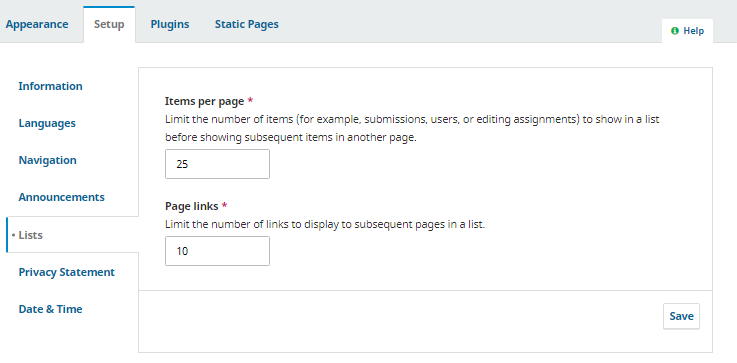 Appearance
Setup
Plugins
Static Pages
Help
Information
Languages
Navigation
Announcements
• Lists
Privacy Statement
Date & Time
Items per page *
Limit the number of items (for example, submissions, users, or editing assignments) to show in a list
before showing subsequent items in another page.
25
Page links *
Limit the number of links to display to subsequent pages in a list.
10
Save